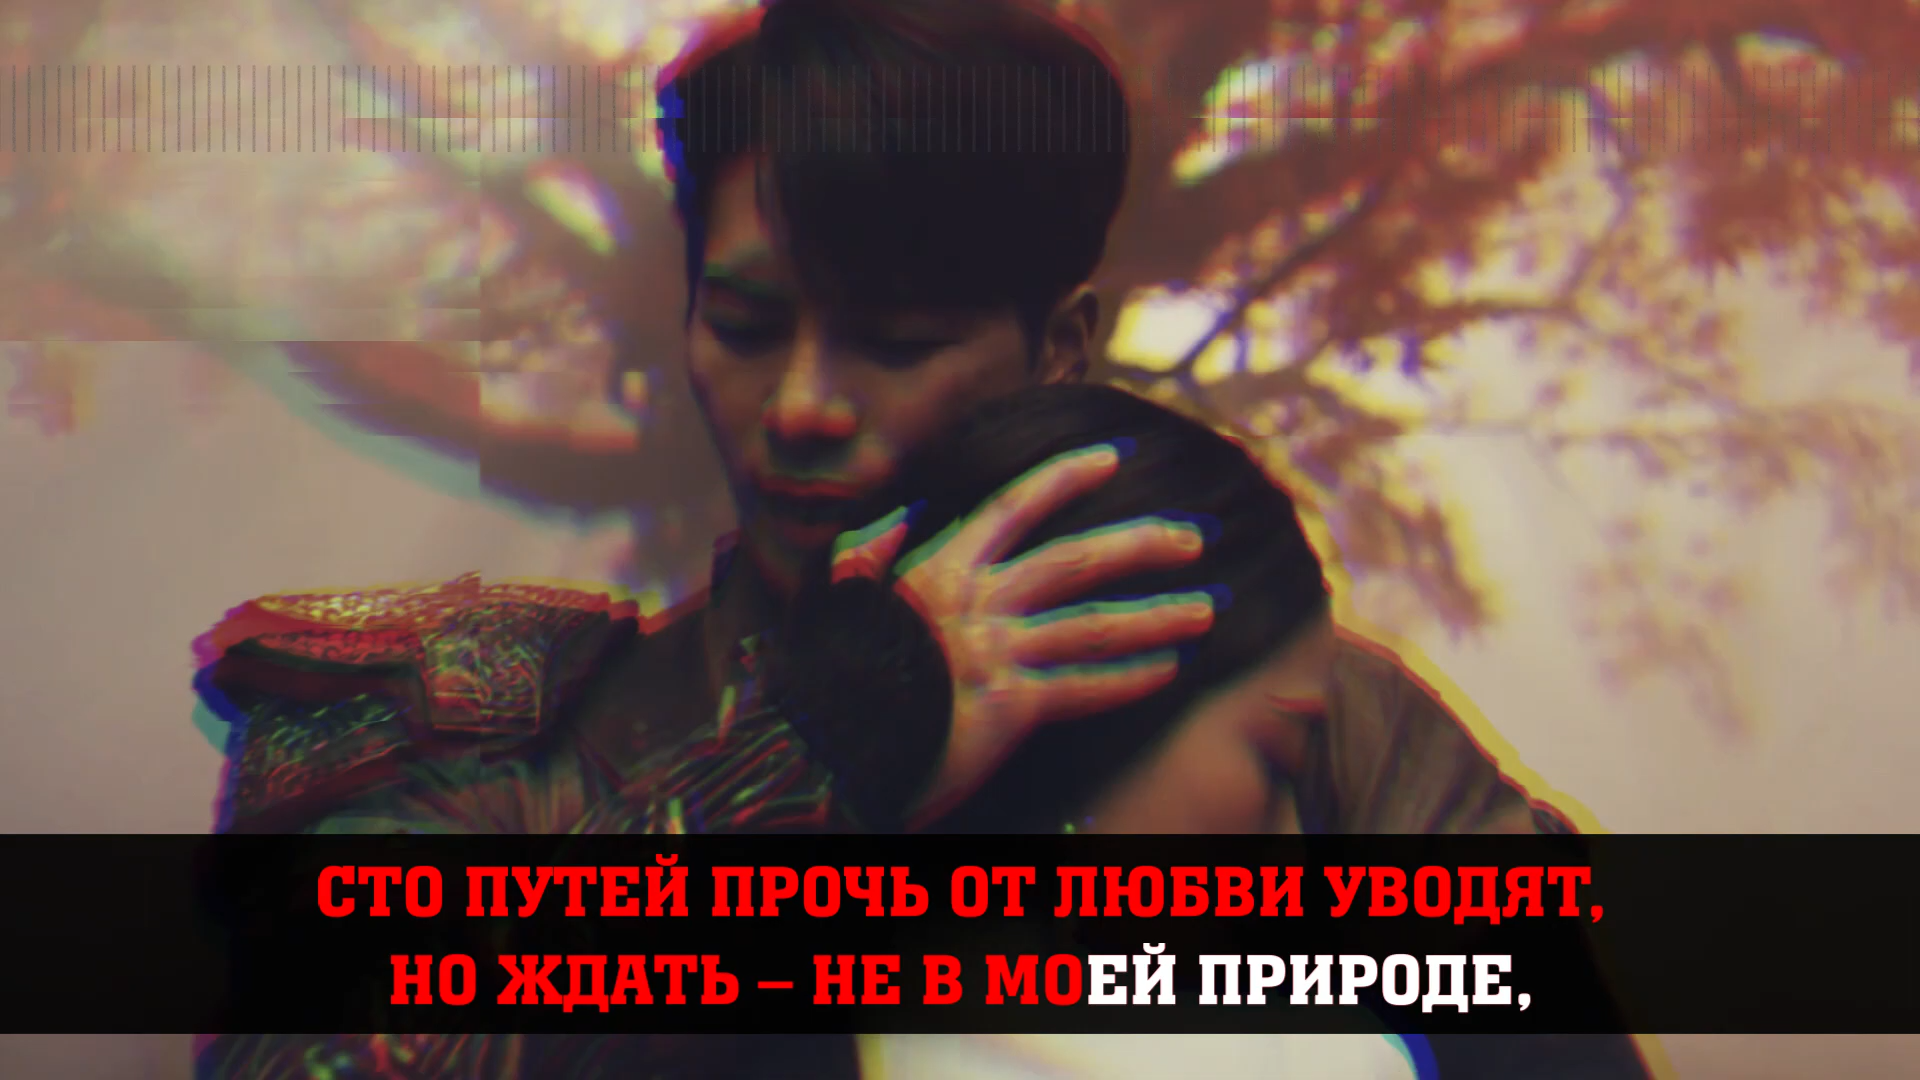 СТО ПУТЕЙ ПРОЧЬ ОТ ЛЮБВИ УВОДЯТ,
НО ЖДАТЬ – НЕ В МОЕЙ ПРИРОДЕ,